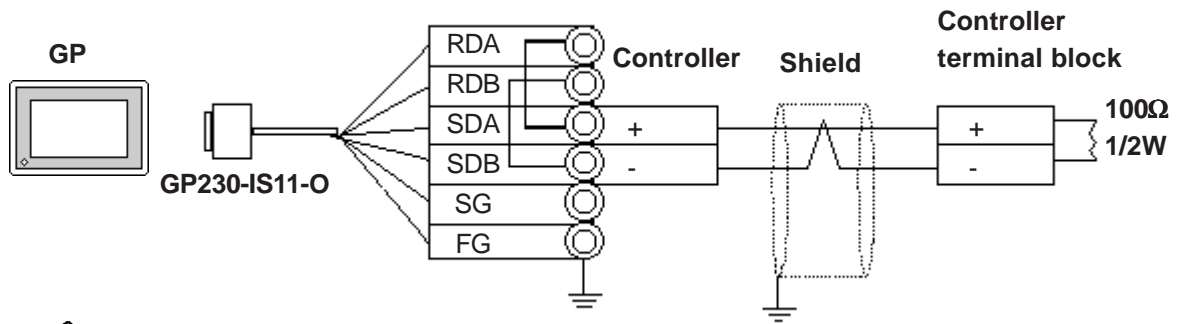 GP
GP230-IS11-O
RDA
RDB
SDA
SDB
SG
FG
Controller
+
-
Shield
Controller
terminal block
+
-
100Ω
1/2W